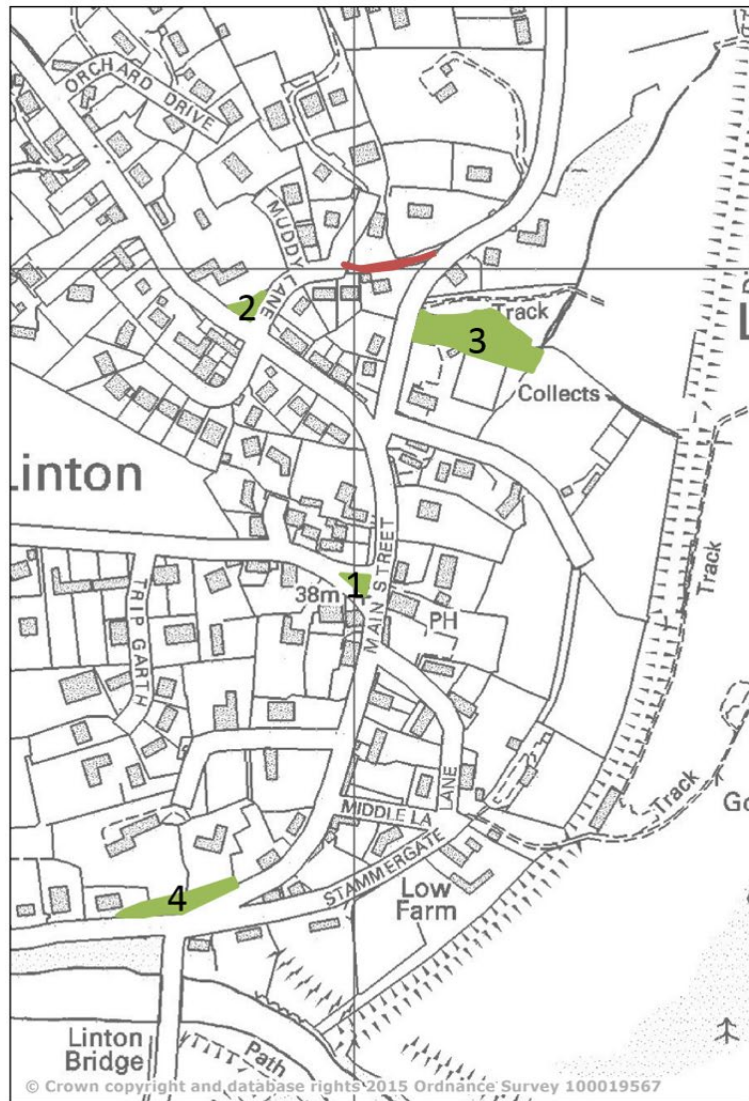 ORCHARD DRIVE
MUDDY LANE
2
Track
3
Collects
Linton
MAIN STREET
1
38m
PH
TRIP GARTH
Track
LANE
MIDDLE LA
Track
STAMMERGATE
4
Low
Farm
Linton
Bridge
Path
© Crown copyright and database rights 2015 Ordnance Survey 100019567